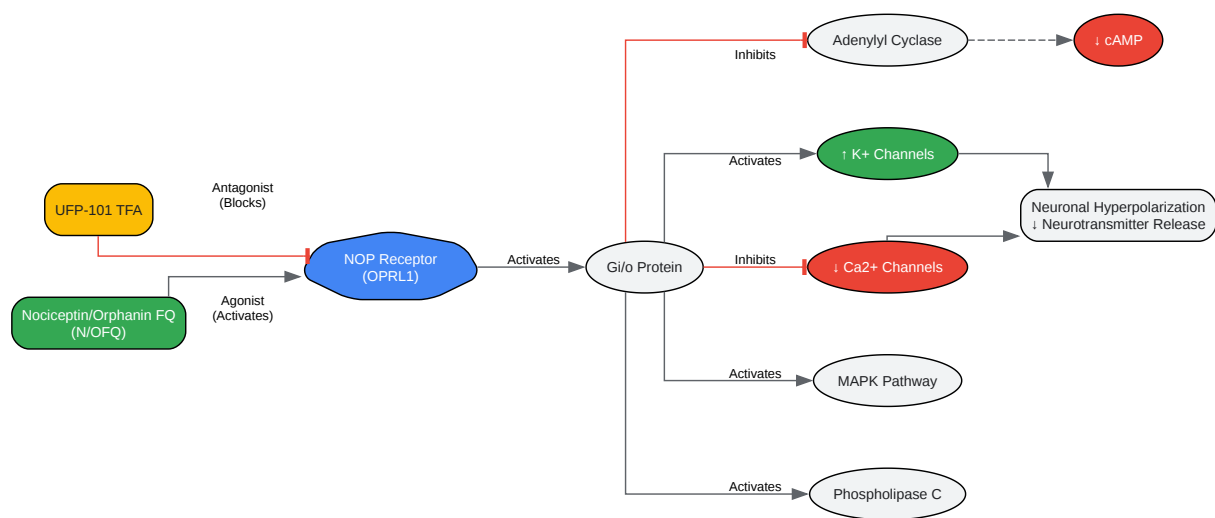 Adenylyl Cyclase
↓ cAMP
Inhibits
↑ K+ Channels
Activates
Antagonist
(Blocks)
UFP-101 TFA
Neuronal Hyperpolarization
↓ Neurotransmitter Release
NOP Receptor
(OPRL1)
Activates
Gi/o Protein
Inhibits
↓ Ca2+ Channels
Agonist
(Activates)
Nociceptin/Orphanin FQ
(N/OFQ)
Activates
MAPK Pathway
Activates
Phospholipase C